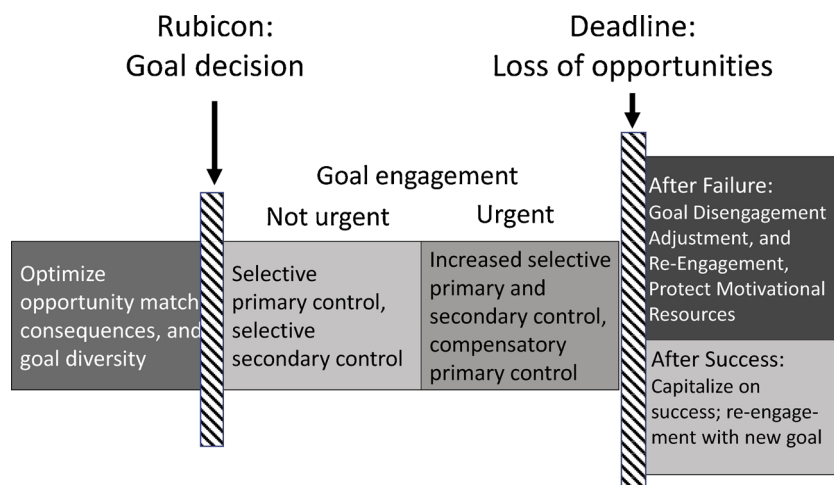 Rubicon:
Goal decision
Deadline:
Loss of opportunities
Goal engagement
Not urgent
Urgent
Optimize
opportunity match
consequences, and
goal diversity
Selective
primary control,
selective
secondary control
Increased selective
primary and
secondary control,
compensatory
primary control
After Failure:
Goal Disengagement
Adjustment, and
Re-Engagement,
Protect Motivational
Resources
After Success:
Capitalize on
success; re-engage-
ment with new goal